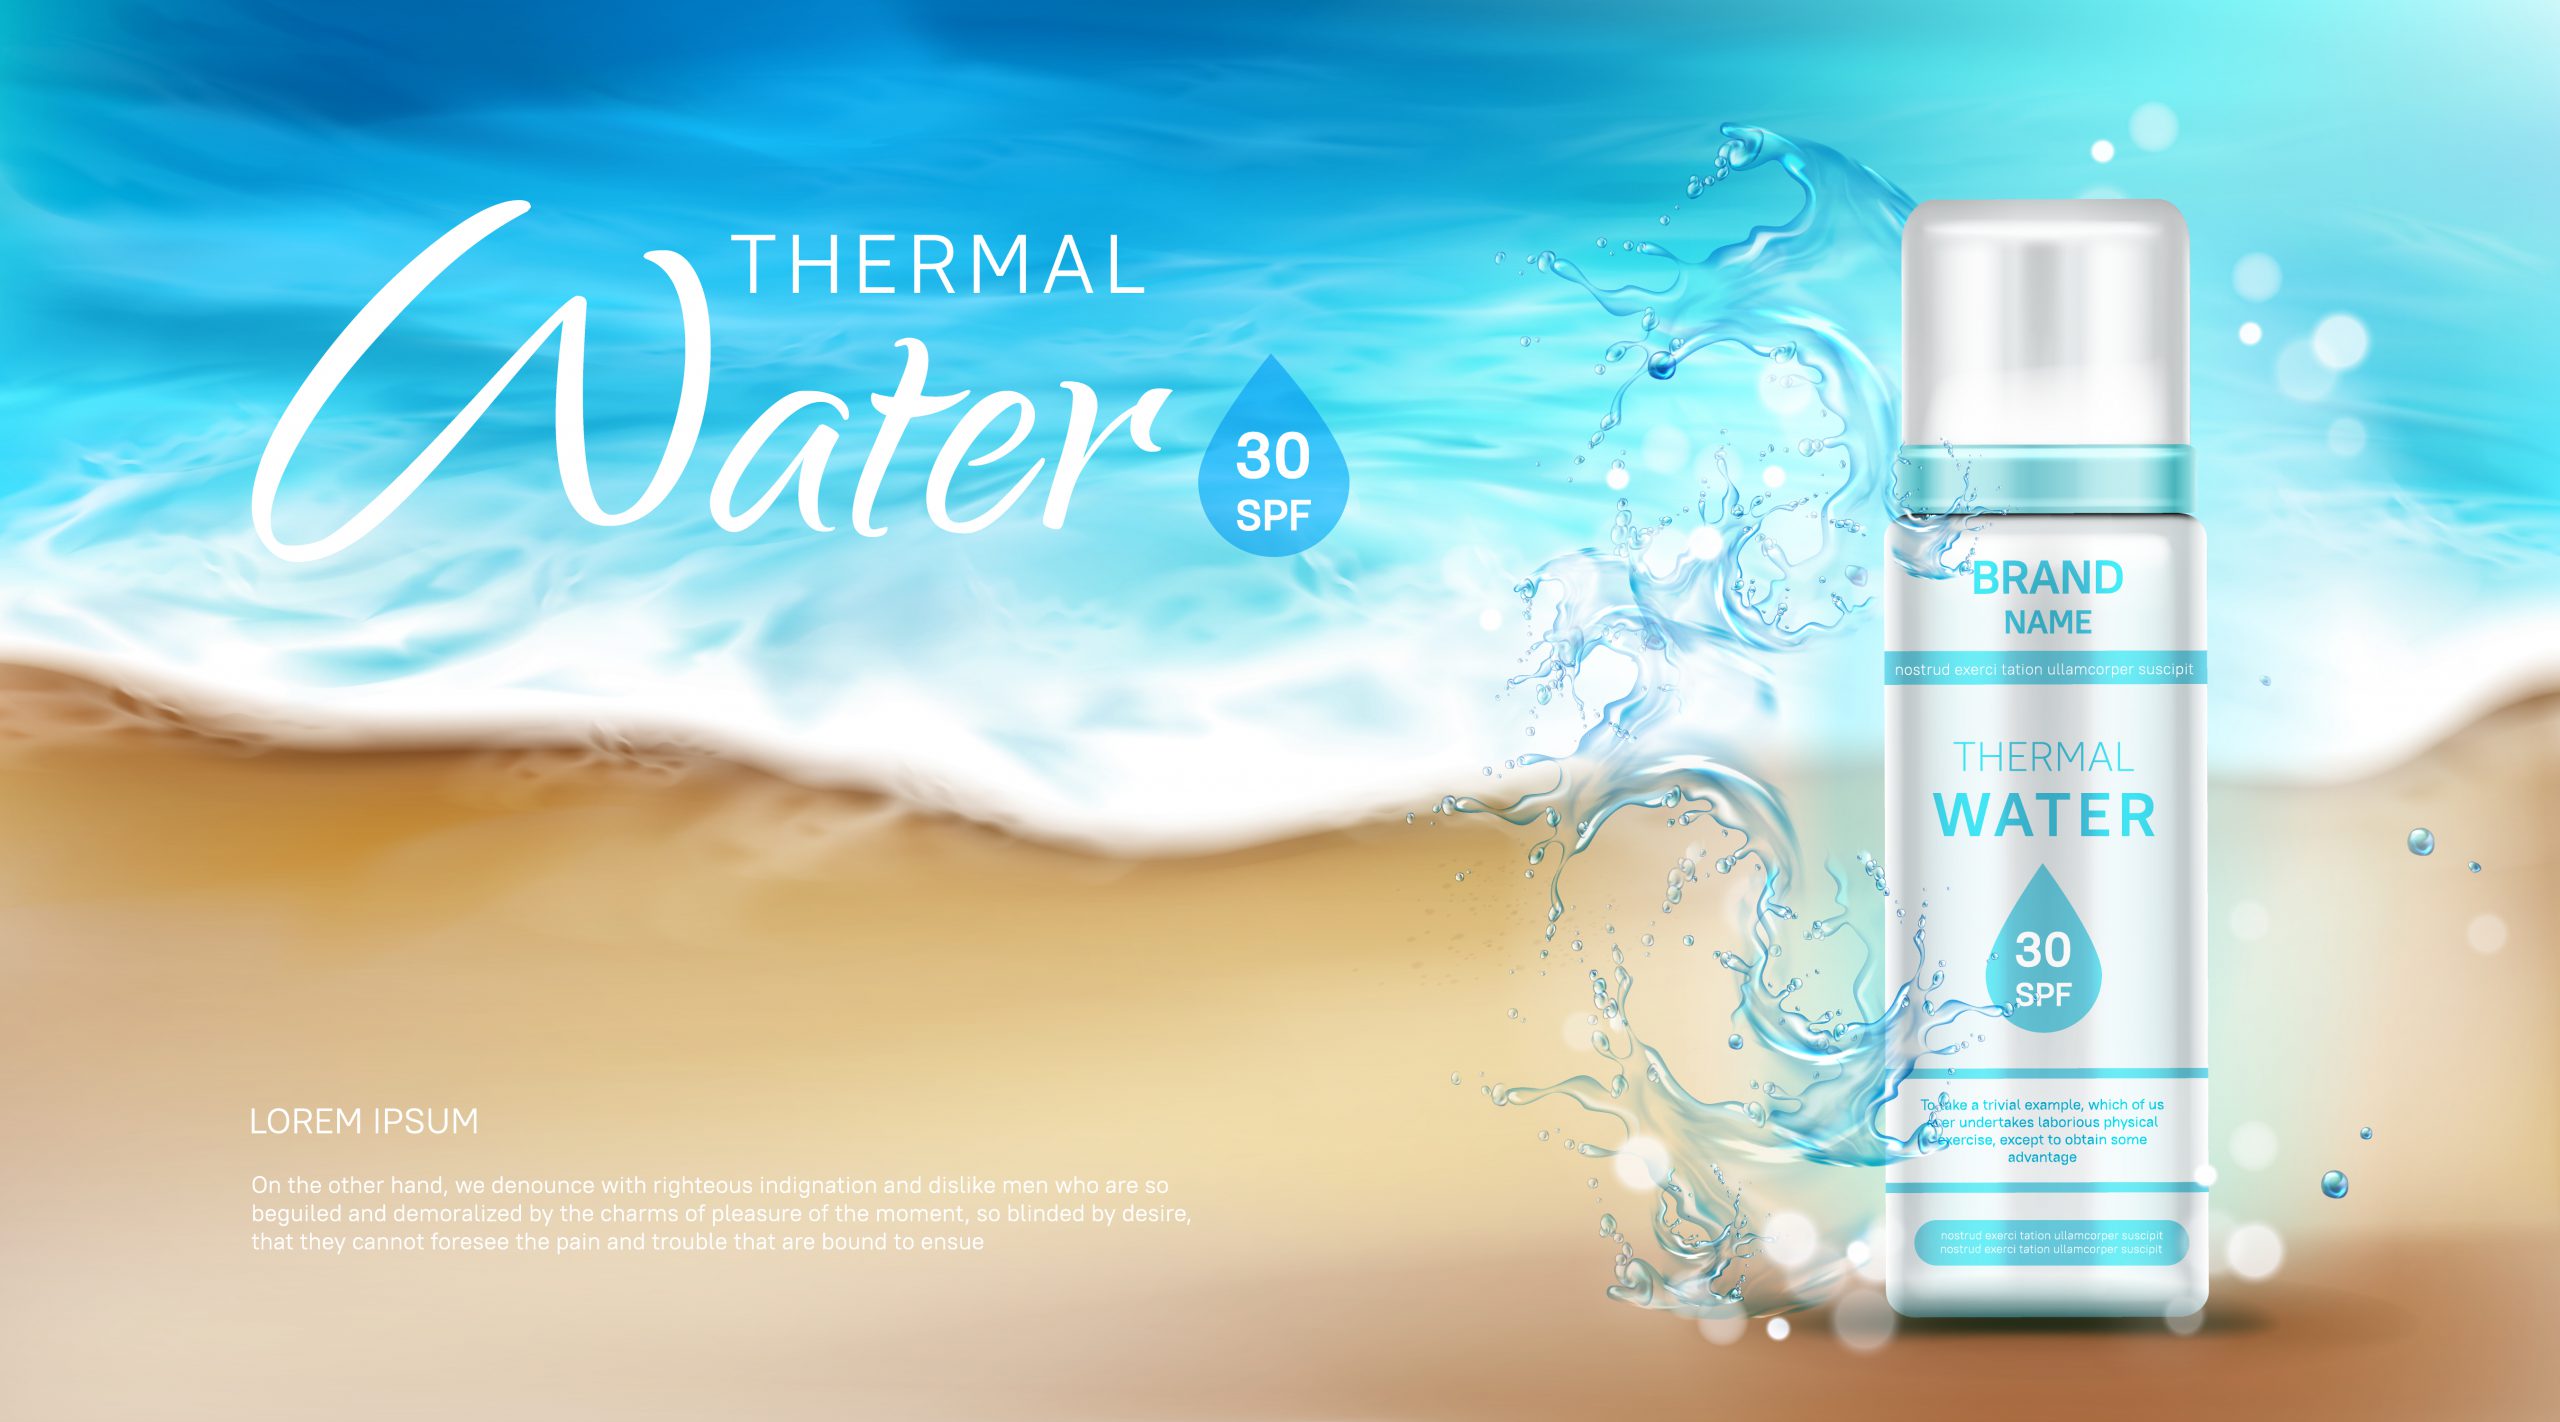 THERMAL
Water
30
SPF
LOREM IPSUM
On the other hand, we denounce with righteous indignation and dislike men who are so
beguiled and demoralized by the charms of pleasure of the moment, so blinded by desire,
that they cannot foresee the pain and trouble that are bound to ensue
BRAND
NAME
nostrud exerci tation ullamcorper suscipit
THERMAL
WATER
30
SPF
To take a trivial example, which of us
ever undertakes laborious physical
exercise, except to obtain some
advantage
nostrud exerci tation ullamcorper suscipit
nostrud exerci tation ullamcorper suscipit